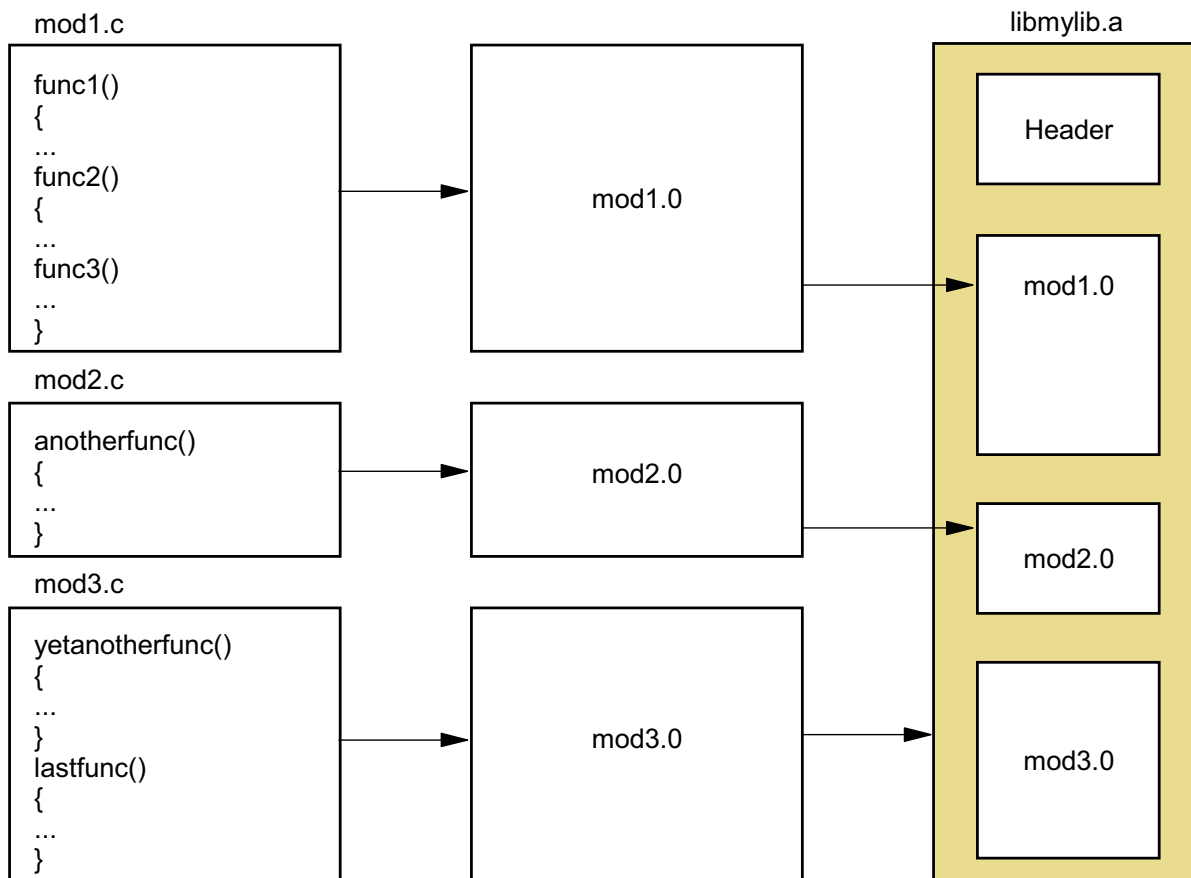 mod1.c
func1()
{
...
func2()
{
...
func3()
...
}
mod1.0
mod2.c
anotherfunc()
{
...
}
mod2.0
mod3.c
yetanotherfunc()
{
...
}
lastfunc()
{
...
}
mod3.0
libmylib.a
Header
mod1.0
mod2.0
mod3.0